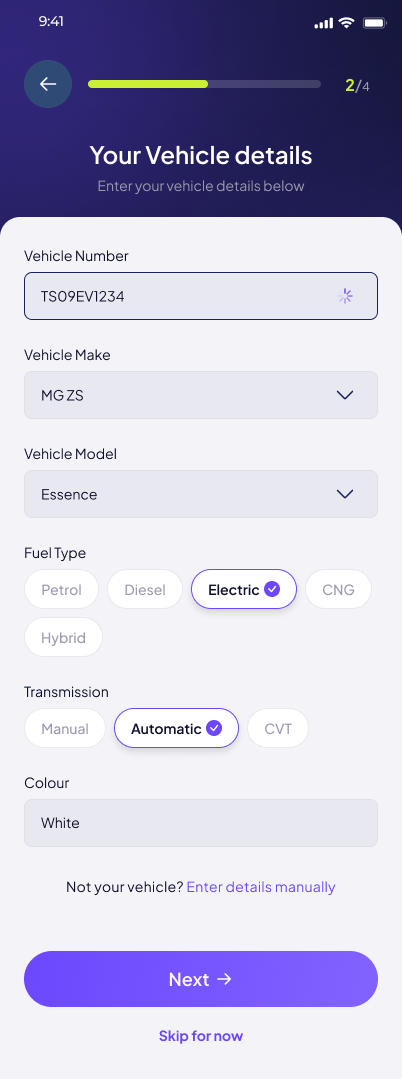 9:41
2/4
Your Vehicle details
Enter your vehicle details below
Vehicle Number
TS09EV1234
Vehicle Make
MG ZS
Vehicle Model
Essence
Fuel Type
Petrol Diesel Electric CNG
Hybrid
Transmission
Manual Automatic CVT
Colour
White
Not your vehicle? Enter details manually
Next →
Skip for now